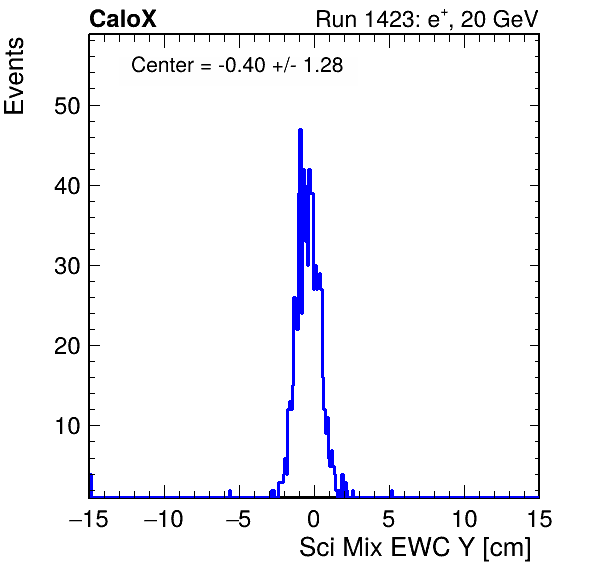 CaloX Run 1423: e⁺, 20 GeV
Events
Center = -0.40 +/- 1.28
50
40
30
20
10
−15 −10 −5 0 5 10 15
Sci Mix EWC Y [cm]